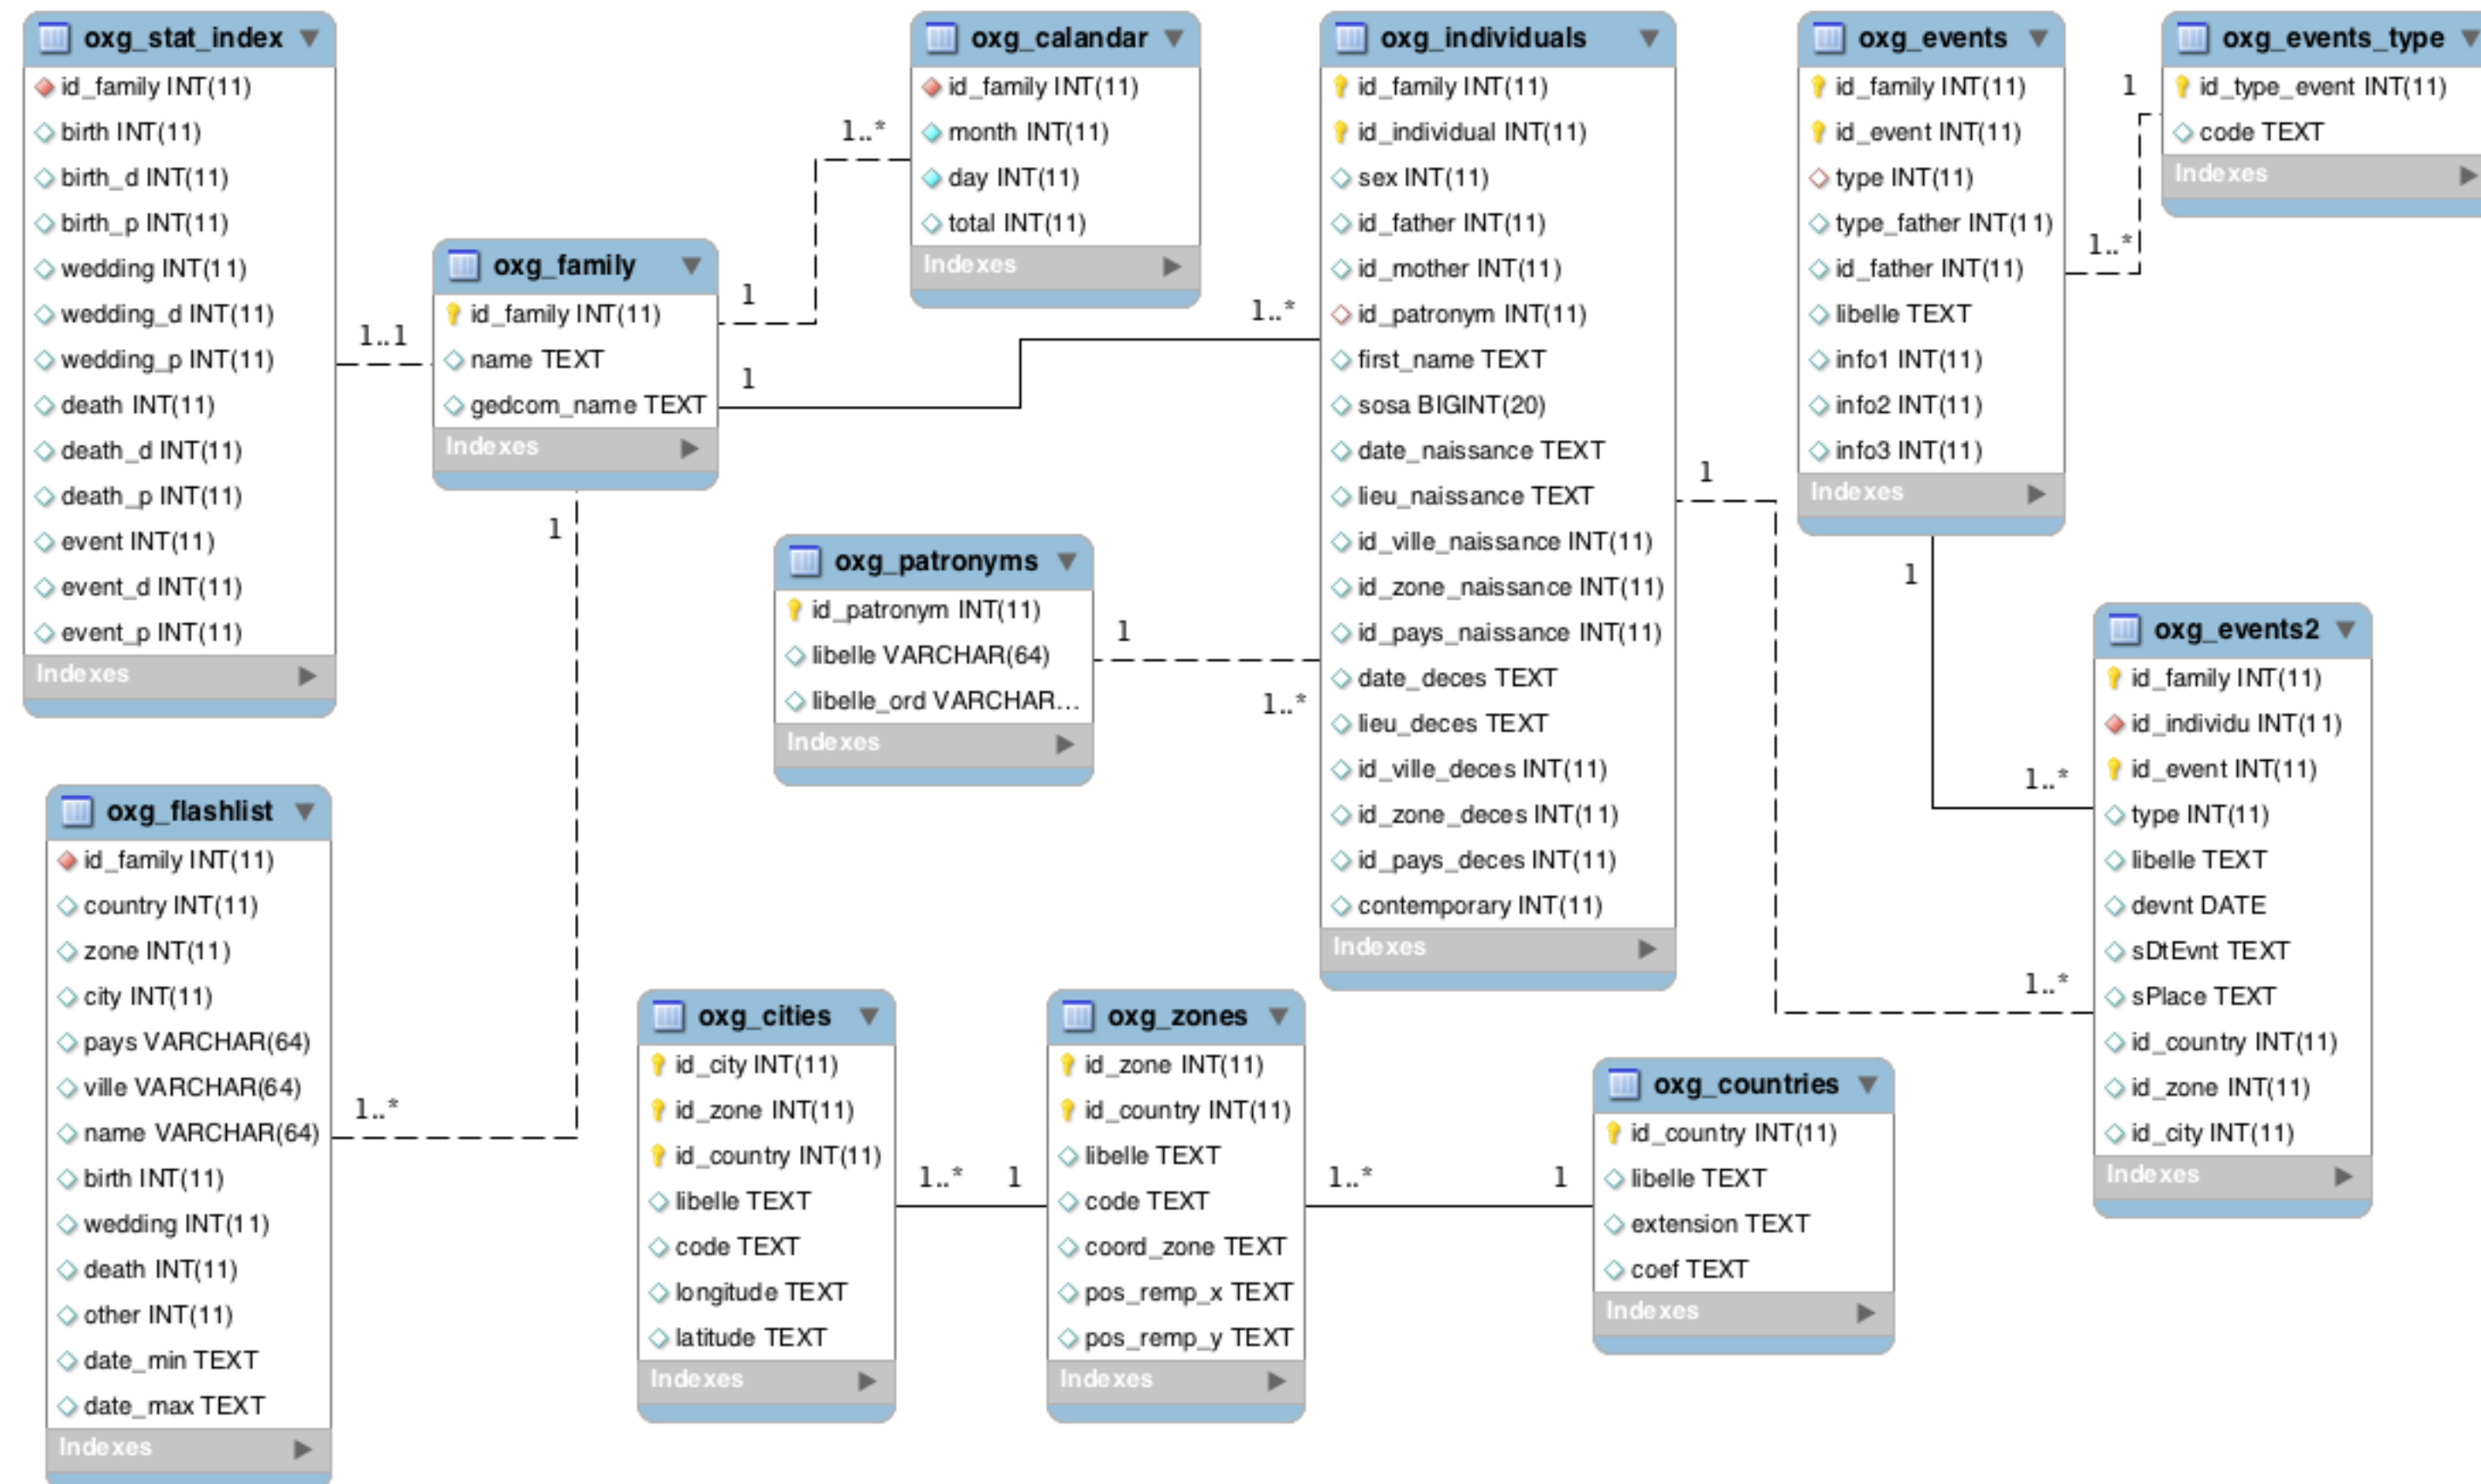 oxg_stat_index
id_family INT(11)
birth INT(11)
birth_d INT(11)
birth_p INT(11)
wedding INT(11)
wedding_d INT(11)
wedding_p INT(11)
death INT(11)
death_d INT(11)
death_p INT(11)
event INT(11)
event_d INT(11)
event_p INT(11)
Indexes
1..1
oxg_family
id_family INT(11)
name TEXT
gedcom_name TEXT
Indexes
1
1
1
1..*
oxg_calandar
id_family INT(11)
month INT(11)
day INT(11)
total INT(11)
Indexes
1..*
oxg_individuals
id_family INT(11)
id_individual INT(11)
sex INT(11)
id_father INT(11)
id_mother INT(11)
id_patronym INT(11)
first_name TEXT
sosa BIGINT(20)
date_naissance TEXT
lieu_naissance TEXT
id_ville_naissance INT(11)
id_zone_naissance INT(11)
id_pays_naissance INT(11)
date_deces TEXT
lieu_deces TEXT
id_ville_deces INT(11)
id_zone_deces INT(11)
id_pays_deces INT(11)
contemporary INT(11)
Indexes
1
oxg_events
id_family INT(11)
id_event INT(11)
type INT(11)
type_father INT(11)
id_father INT(11)
libelle TEXT
info1 INT(11)
info2 INT(11)
info3 INT(11)
Indexes
1..*
1
1
oxg_events_type
id_type_event INT(11)
code TEXT
Indexes
oxg_patronyms
id_patronym INT(11)
libelle VARCHAR(64)
libelle_ord VARCHAR...
Indexes
1
1..*
oxg_events2
id_family INT(11)
id_individu INT(11)
id_event INT(11)
type INT(11)
libelle TEXT
devnt DATE
sDtEvnt TEXT
sPlace TEXT
id_country INT(11)
id_zone INT(11)
id_city INT(11)
Indexes
1..*
1..*
oxg_flashlist
id_family INT(11)
country INT(11)
zone INT(11)
city INT(11)
pays VARCHAR(64)
ville VARCHAR(64)
name VARCHAR(64)
birth INT(11)
wedding INT(11)
death INT(11)
other INT(11)
date_min TEXT
date_max TEXT
Indexes
1..*
oxg_cities
id_city INT(11)
id_zone INT(11)
id_country INT(11)
libelle TEXT
code TEXT
longitude TEXT
latitude TEXT
Indexes
1..* 1
oxg_zones
id_zone INT(11)
id_country INT(11)
libelle TEXT
code TEXT
coord_zone TEXT
pos_remp_x TEXT
pos_remp_y TEXT
Indexes
1..* 1
oxg_countries
id_country INT(11)
libelle TEXT
extension TEXT
coef TEXT
Indexes